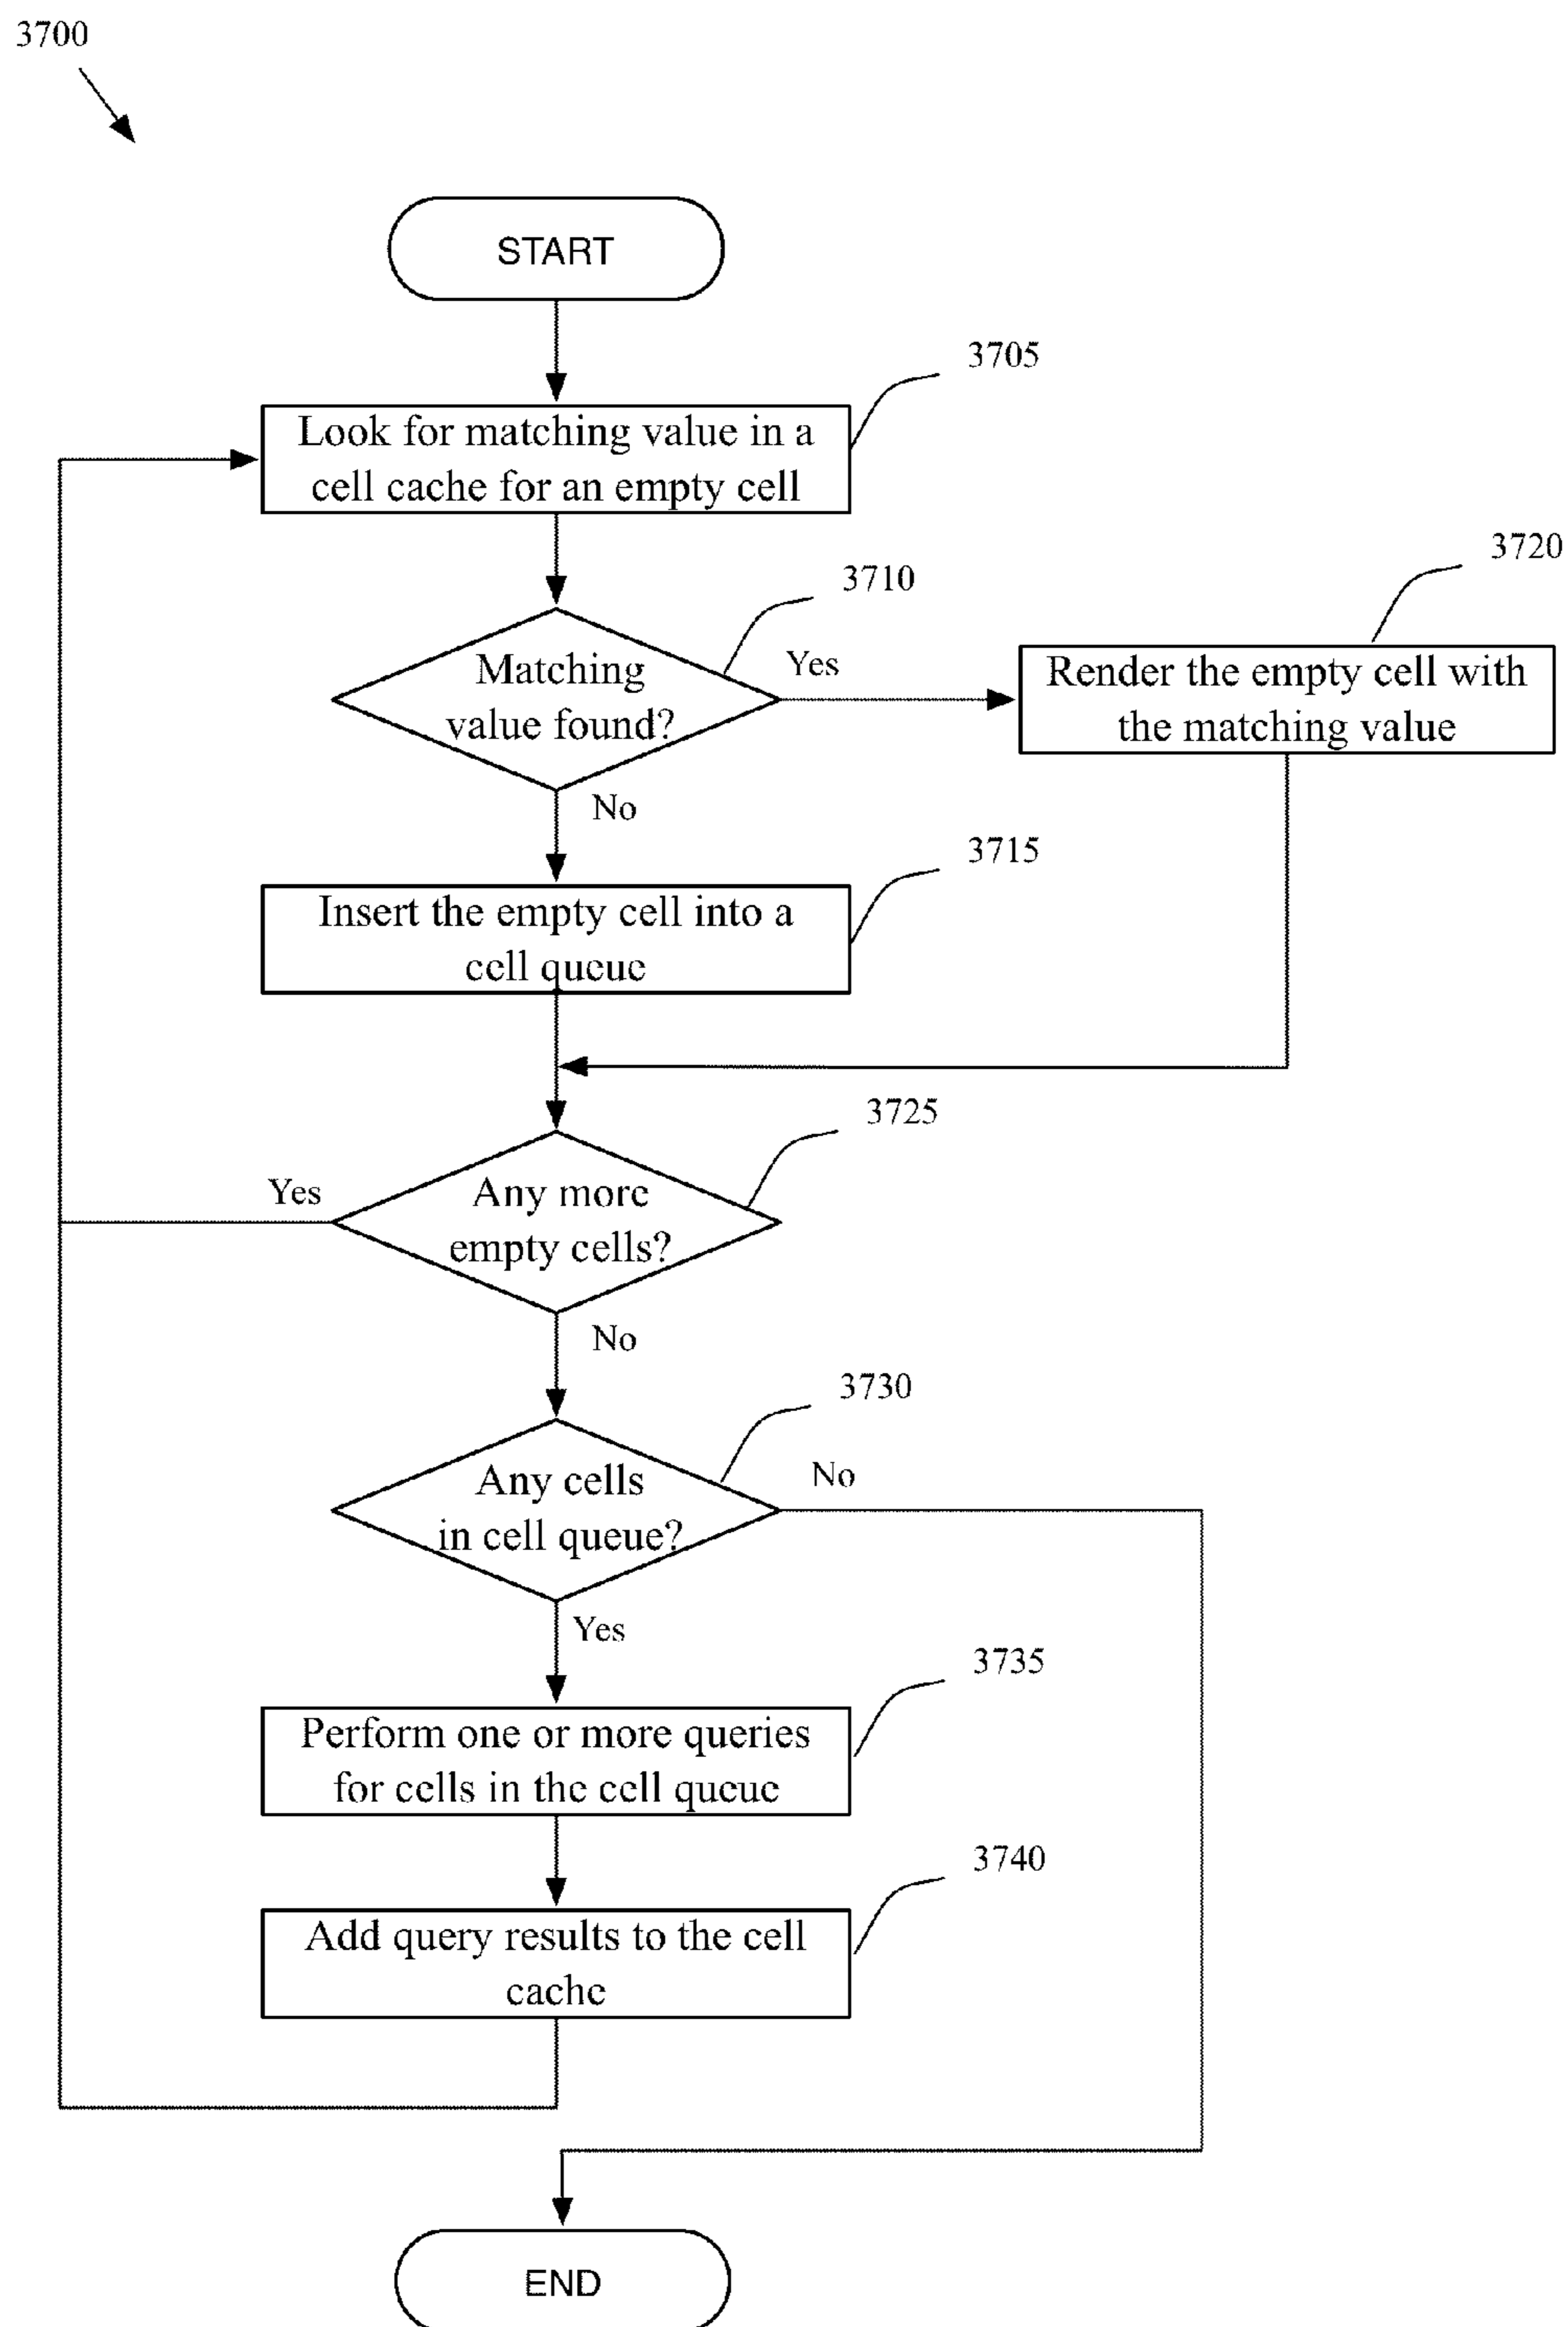 3700
START
3705
Look for matching value in a
cell cache for an empty cell
3710
Matching
value found?
Yes
3720
Render the empty cell with
the matching value
No
3715
Insert the empty cell into a
cell queue
3725
Any more
empty cells?
Yes
No
3730
Any cells
in cell queue?
No
Yes
3735
Perform one or more queries
for cells in the cell queue
3740
Add query results to the cell
cache
END